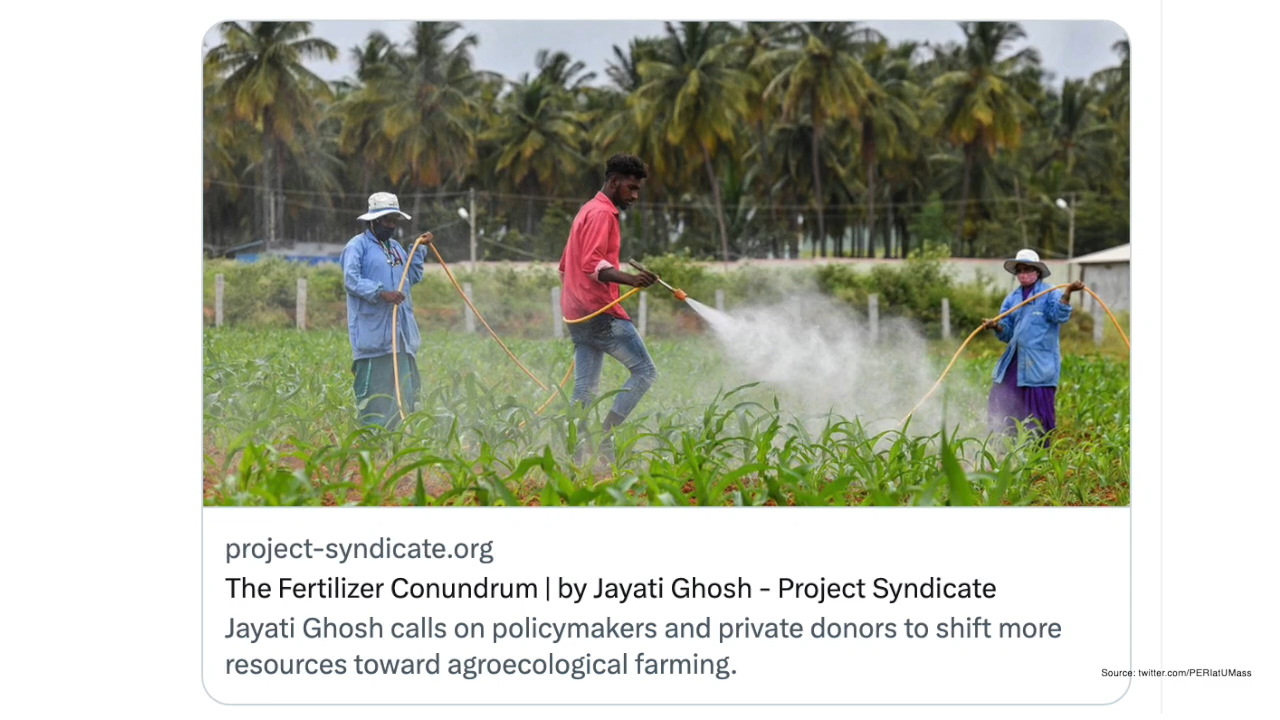 project-syndicate.org
The Fertilizer Conundrum | by Jayati Ghosh - Project Syndicate
Jayati Ghosh calls on policymakers and private donors to shift more
resources toward agroecological farming.
Source: twitter.com/PERIatUMass